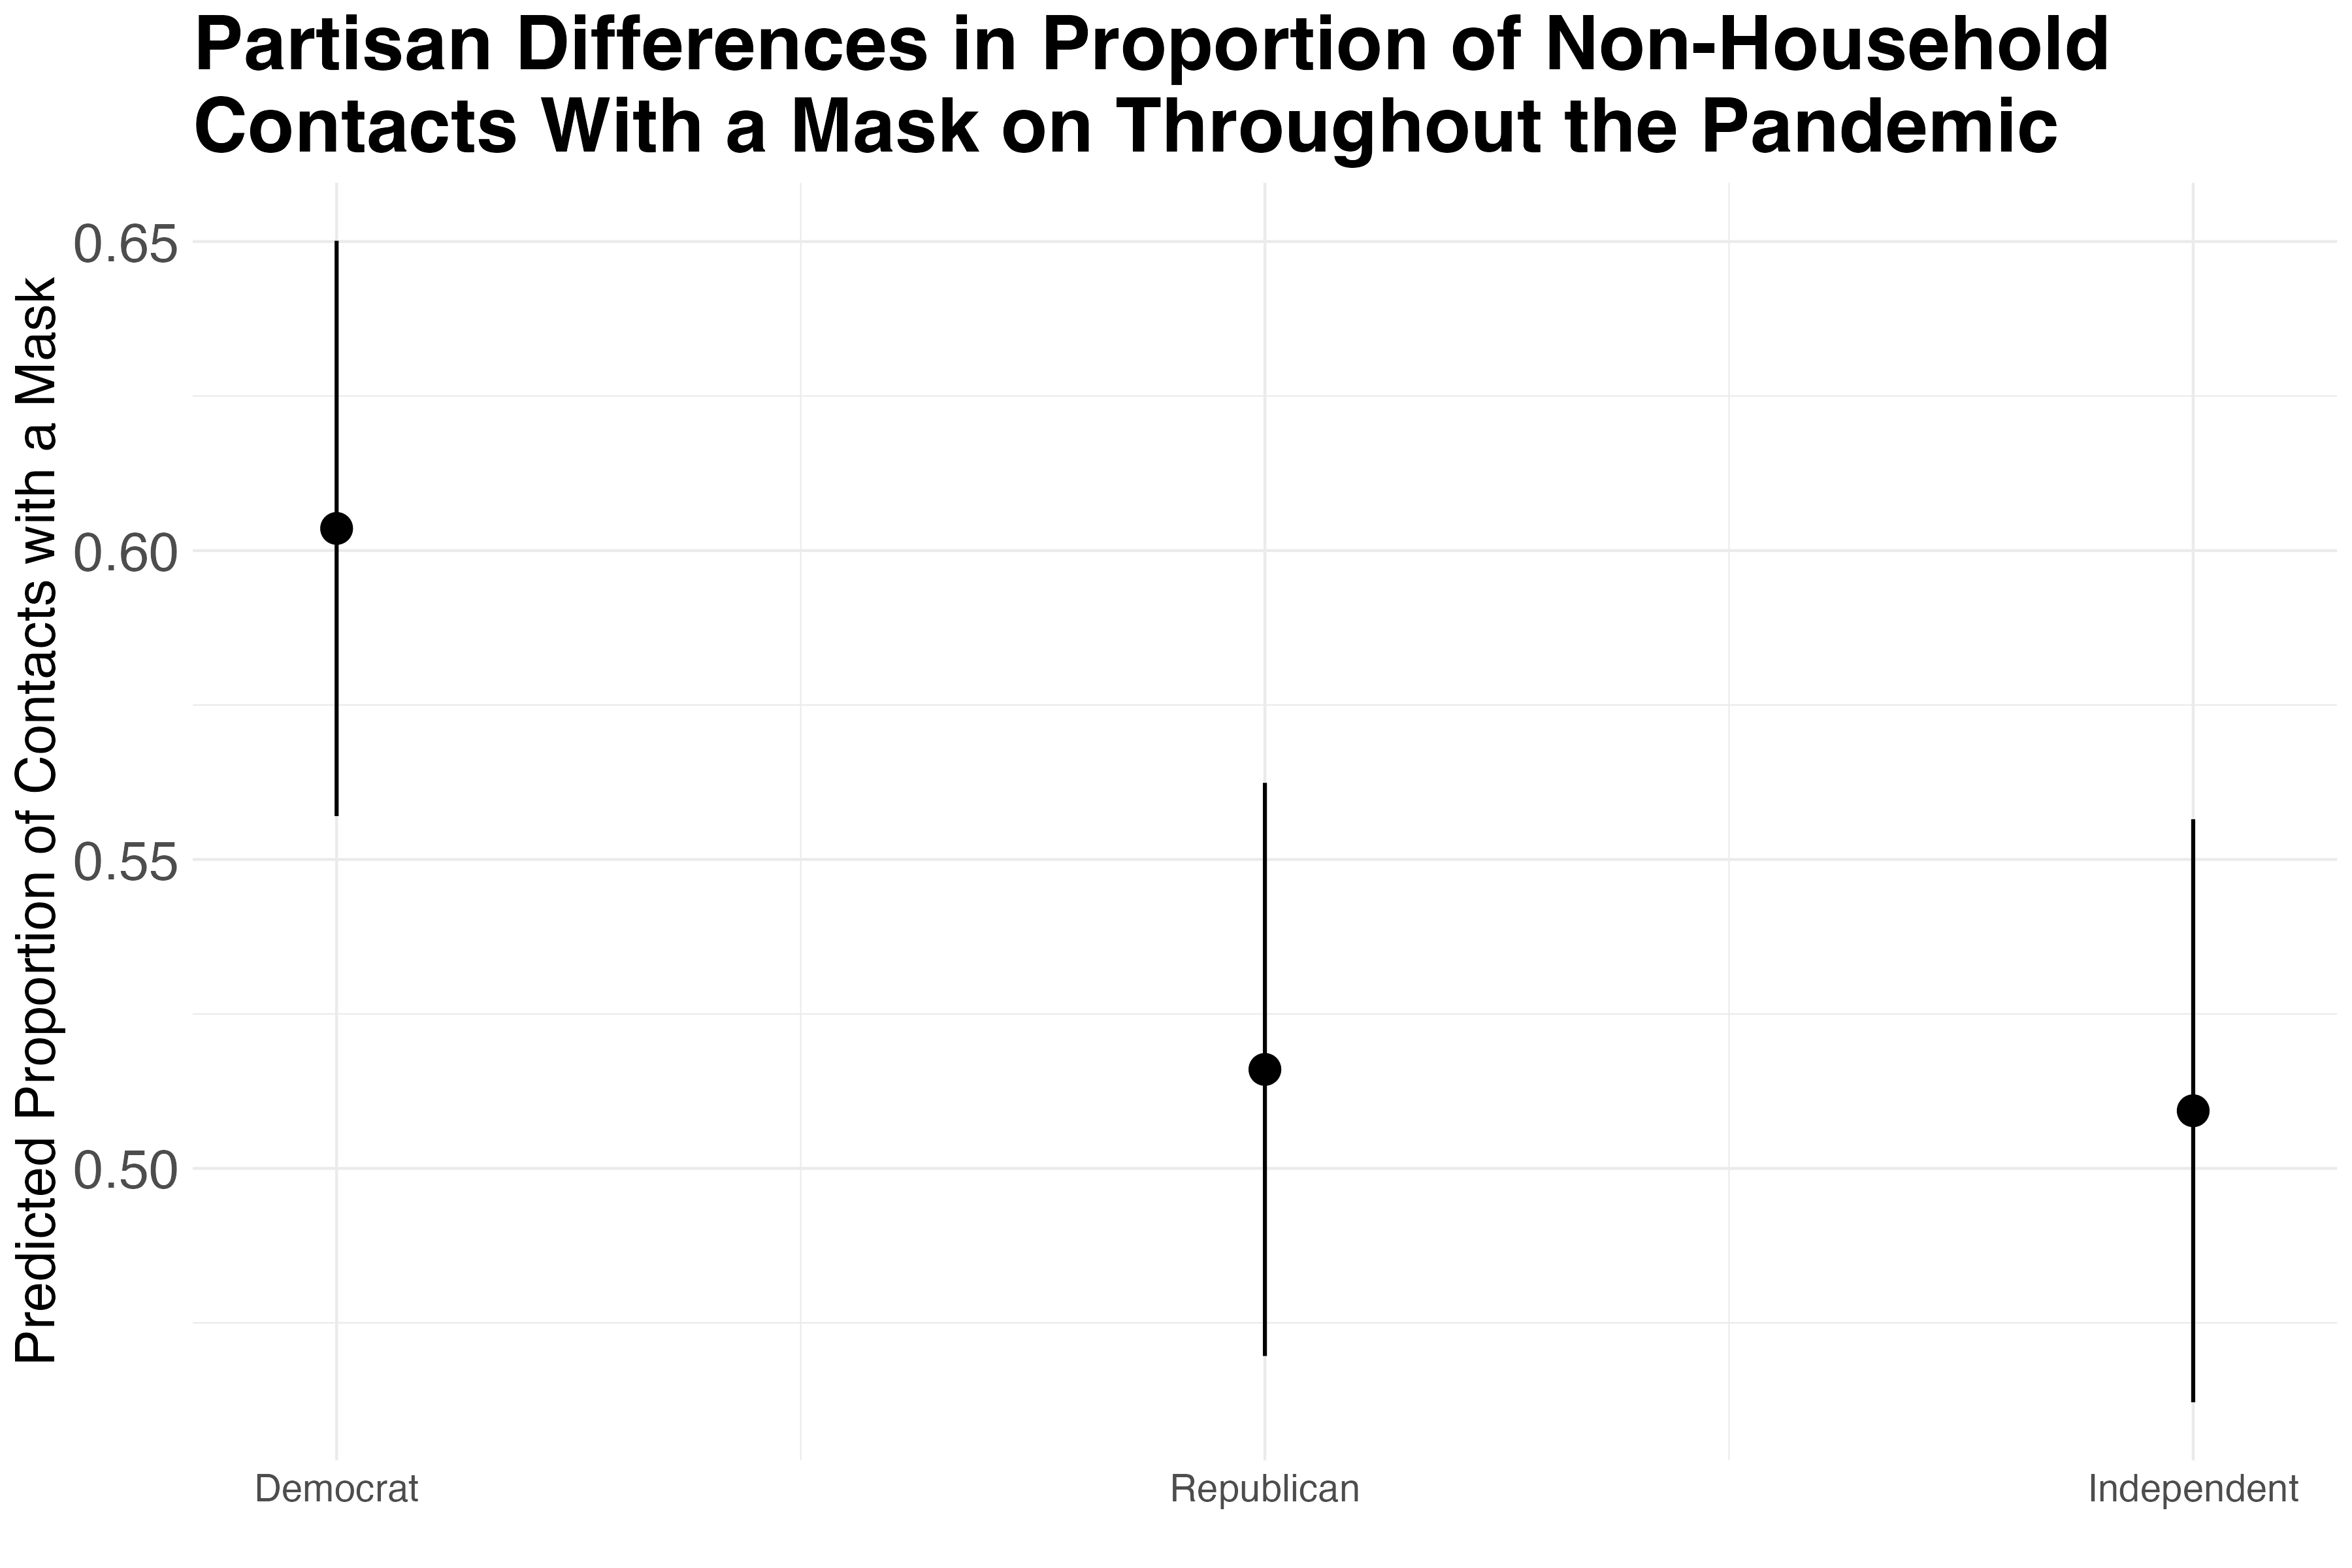 Partisan Differences in Proportion of Non-Household
Contacts With a Mask on Throughout the Pandemic
Predicted Proportion of Contacts with a Mask
0.65
0.60
0.55
0.50
Democrat
Republican
Independent